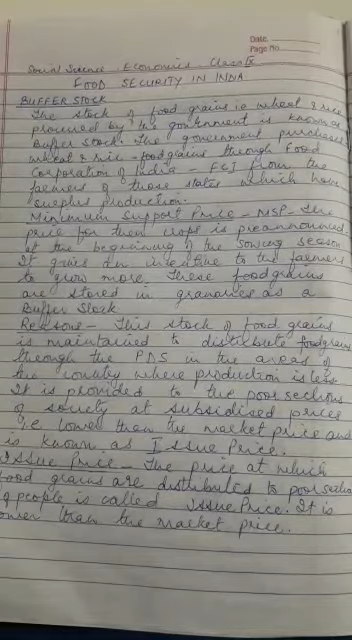 Date
Page No
Social Science Economics Class IX
FOOD SECURITY IN INDIA
BUFFER STOCK
The stock of food grains i.e wheat & rice
procured by the government is known as
Buffer Stock. The government purchases
wheat & rice - foodgrains through Food
Corporation of India - FCI from the
farmers of those states which have
surplus production.
Minimum Support Price - MSP - The
price for their crops is preannounced
at the beginning of the sowing season
It gives an incentive to the farmers
to grow more. These foodgrains
are stored in granaries as a
Buffer Stock
Reasons - This stock of food grains
is maintained to distribute foodgrains
through the PDS in the areas of
the country where production is less
It is provided to the poor sections
of society at subsidised prices
i.e lower than the market price and
is known as Issue Price.
Issue Price - The price at which
food grains are distributed to poor section
of people is called Issue Price. It is
lower than the market price.